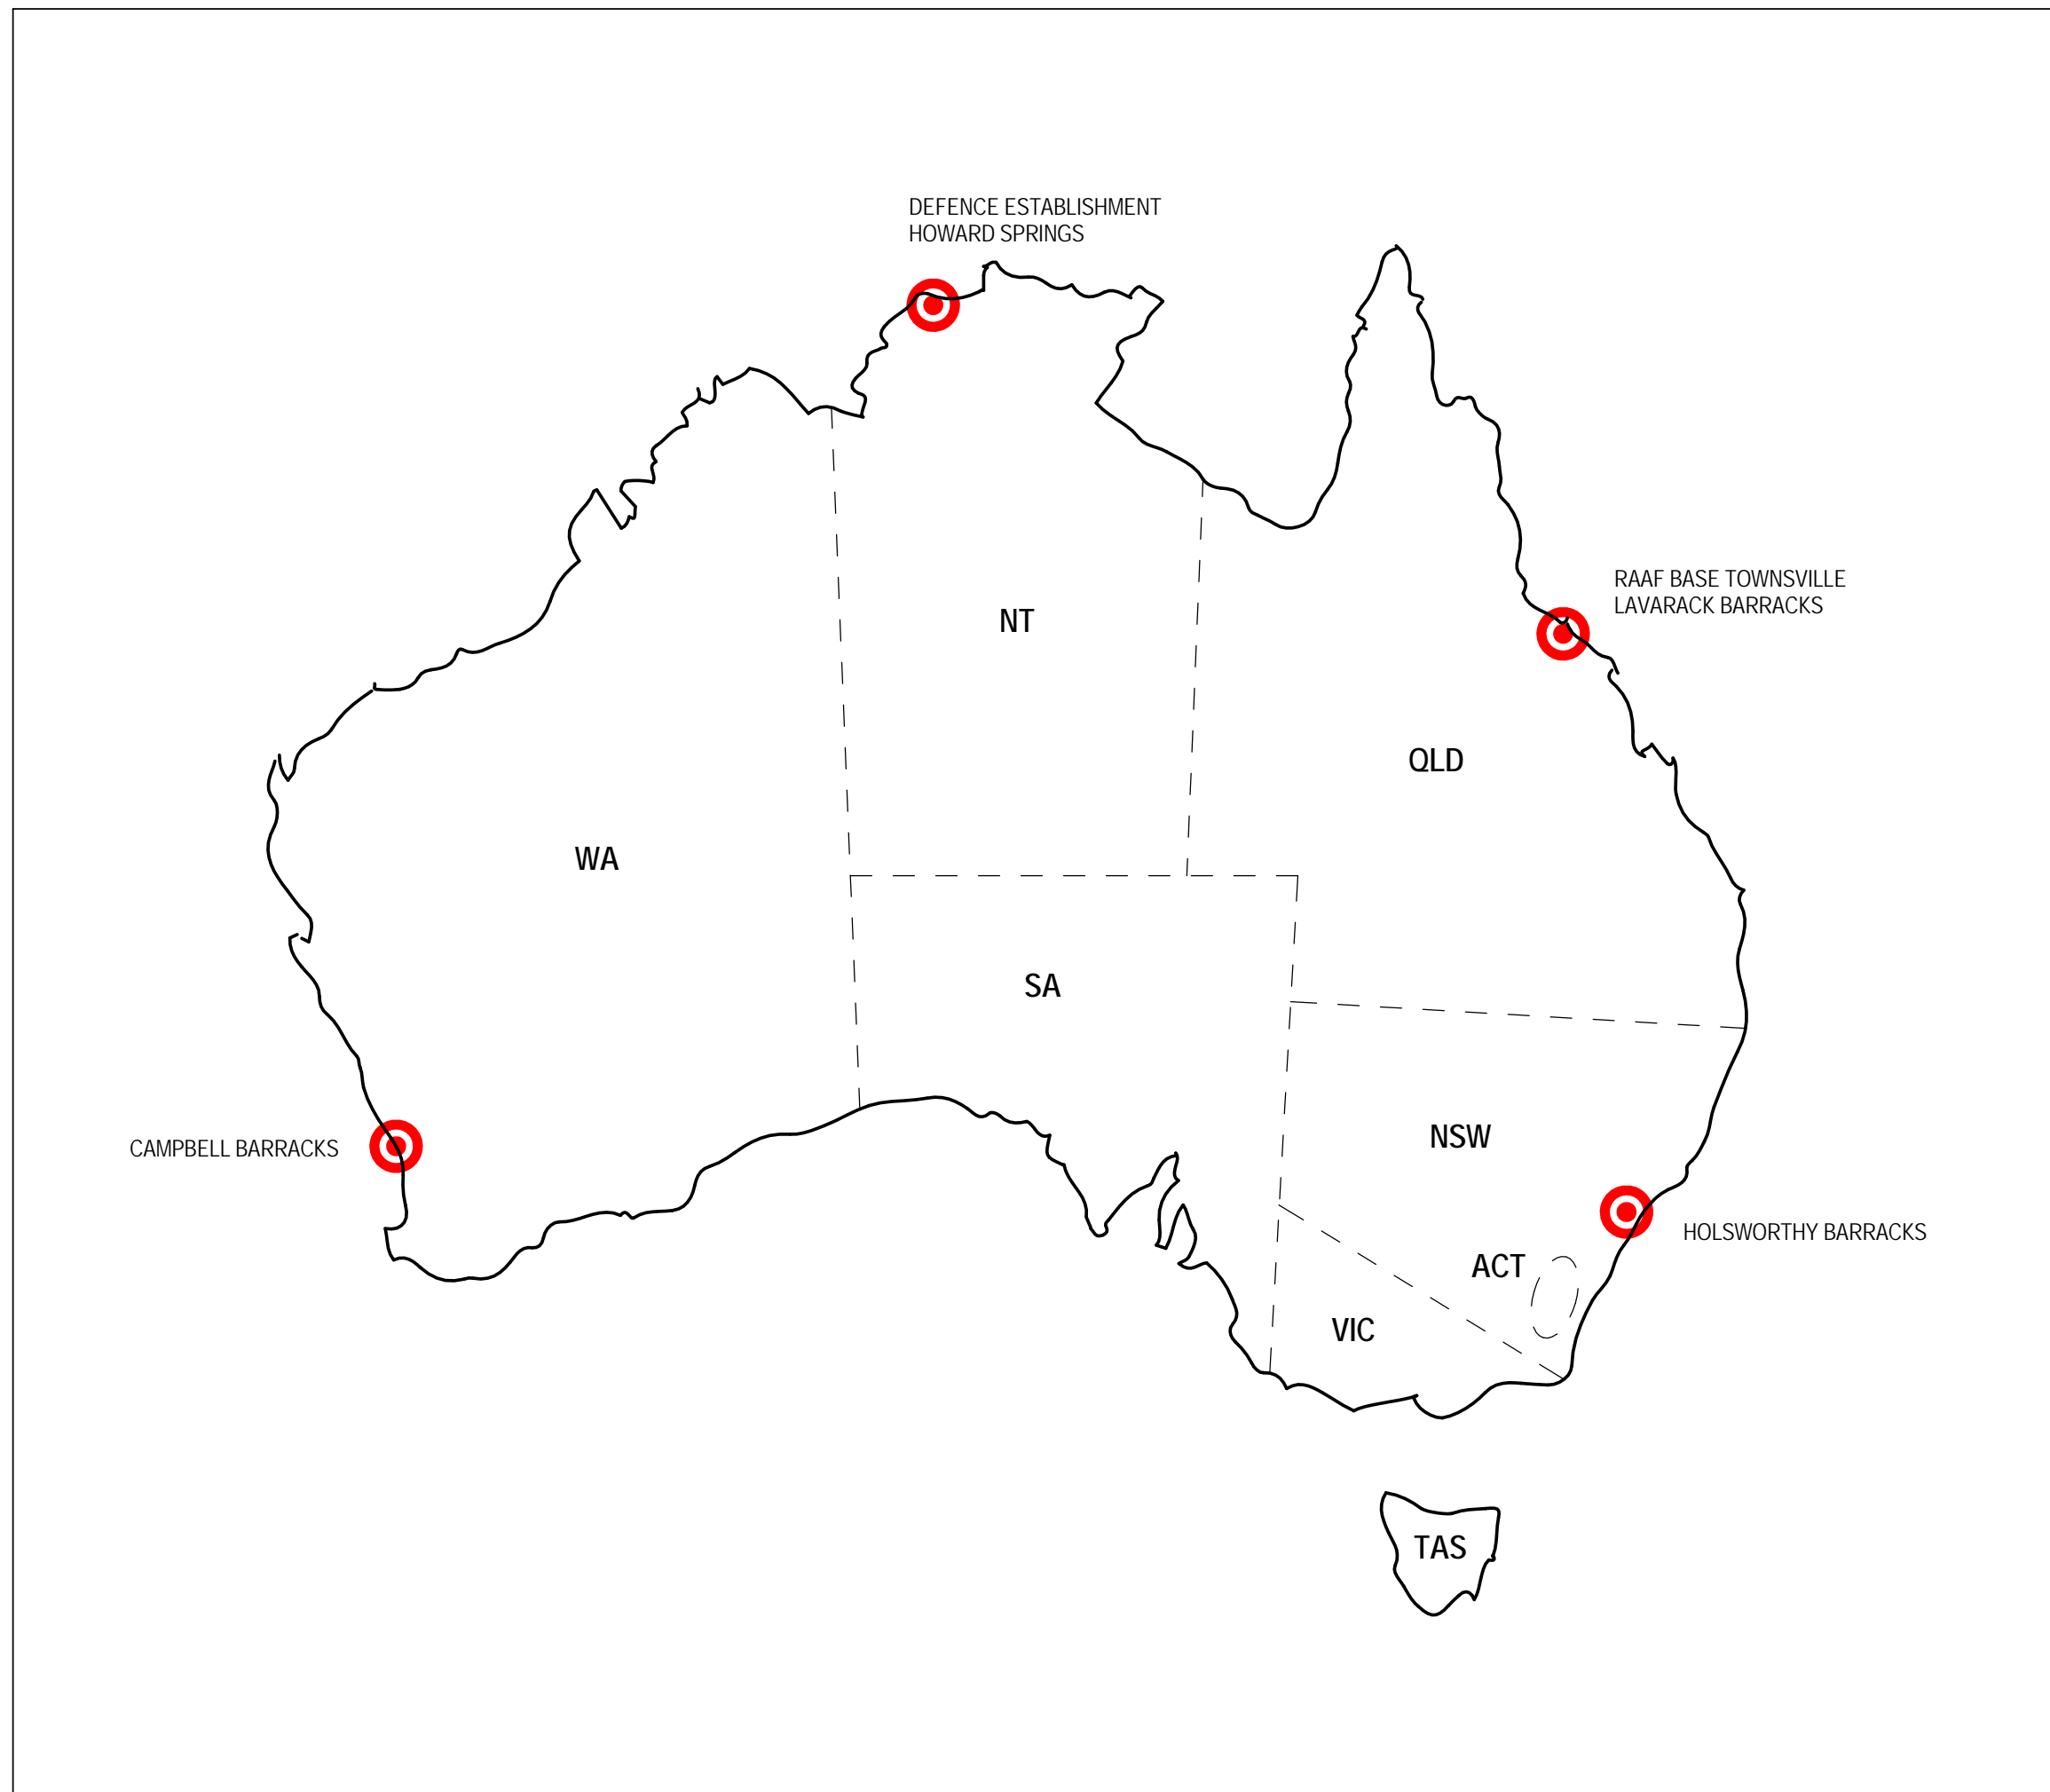 DEFENCE ESTABLISHMENT
HOWARD SPRINGS
RAAF BASE TOWNSVILLE
LAVARACK BARRACKS
NT
QLD
WA
SA
NSW
CAMPBELL BARRACKS
HOLSWORTHY BARRACKS
ACT
VIC
TAS